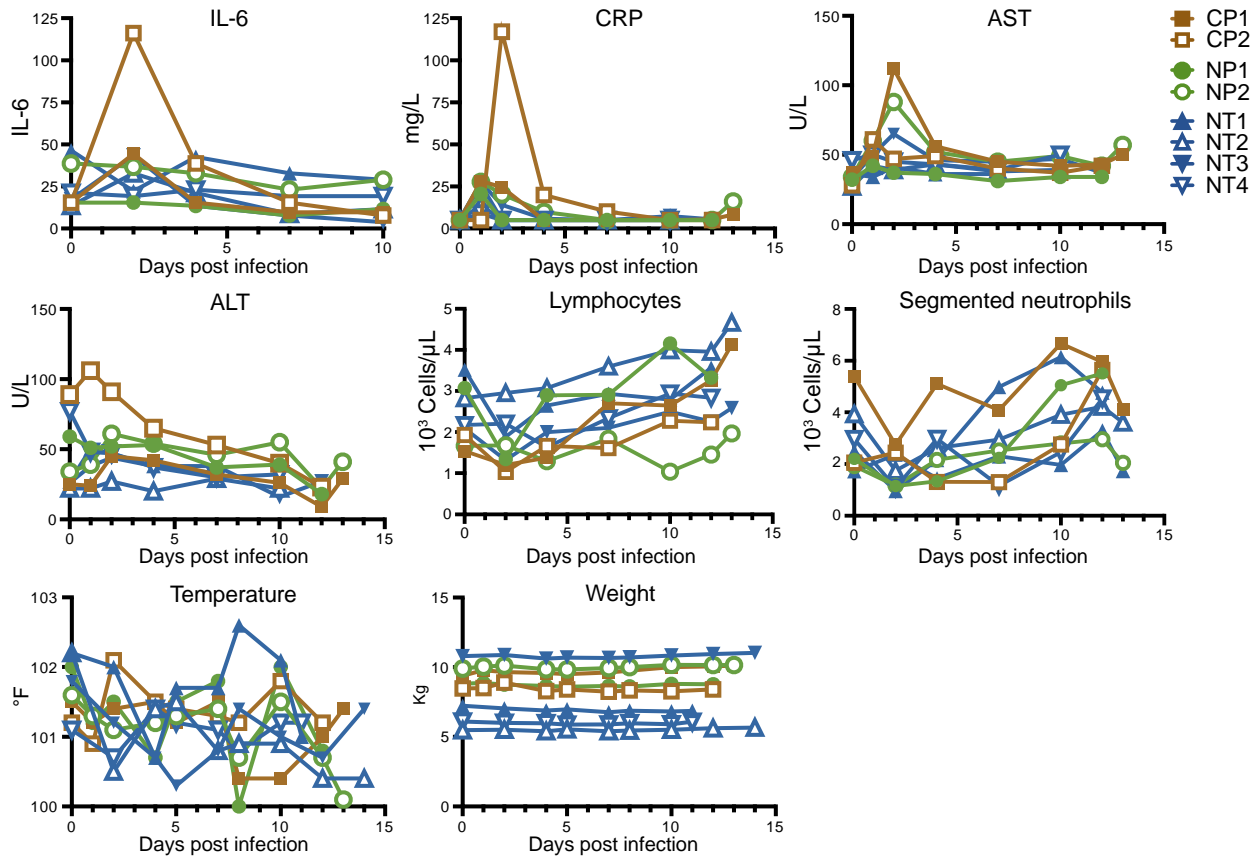 IL-6
CRP
AST
125
100
75
50
25
0
IL-6
0
5
10
Days post infection
125
100
75
50
25
0
mg/L
0
5
10
15
Days post infection
150
100
50
0
U/L
0
5
10
15
Days post infection
CP1
CP2
NP1
NP2
NT1
NT2
NT3
NT4
ALT
Lymphocytes
Segmented neutrophils
150
100
50
0
U/L
0
5
10
15
Days post infection
5
4
3
2
1
0
10³ Cells/µL
0
5
10
15
Days post infection
8
6
4
2
0
10³ Cells/µL
0
5
10
15
Days post infection
Temperature
Weight
103
102
101
100
°F
0
5
10
15
Days post infection
15
10
5
0
Kg
0
5
10
15
Days post infection